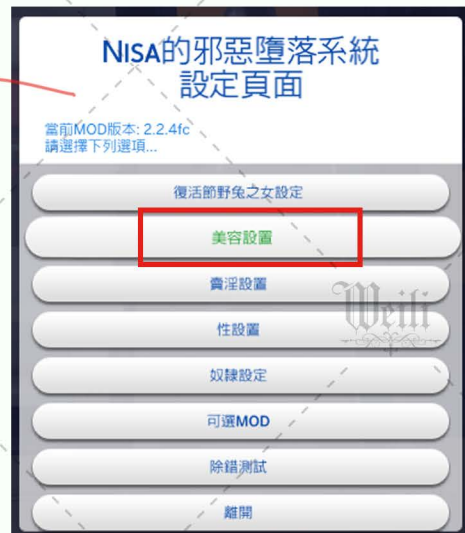 NISA的邪惡墮落系統
設定頁面
當前MOD版本: 2.2.4fc
請選擇下列選項...
復活節野兔之女設定
美容設置
賣淫設置
Weili
性設置
奴隸設定
可選MOD
除錯測試
離開